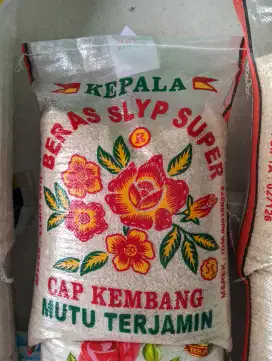 KEPALA
BERAS SLYP SUPER
R
CAP KEMBANG
MUTU TERJAMIN